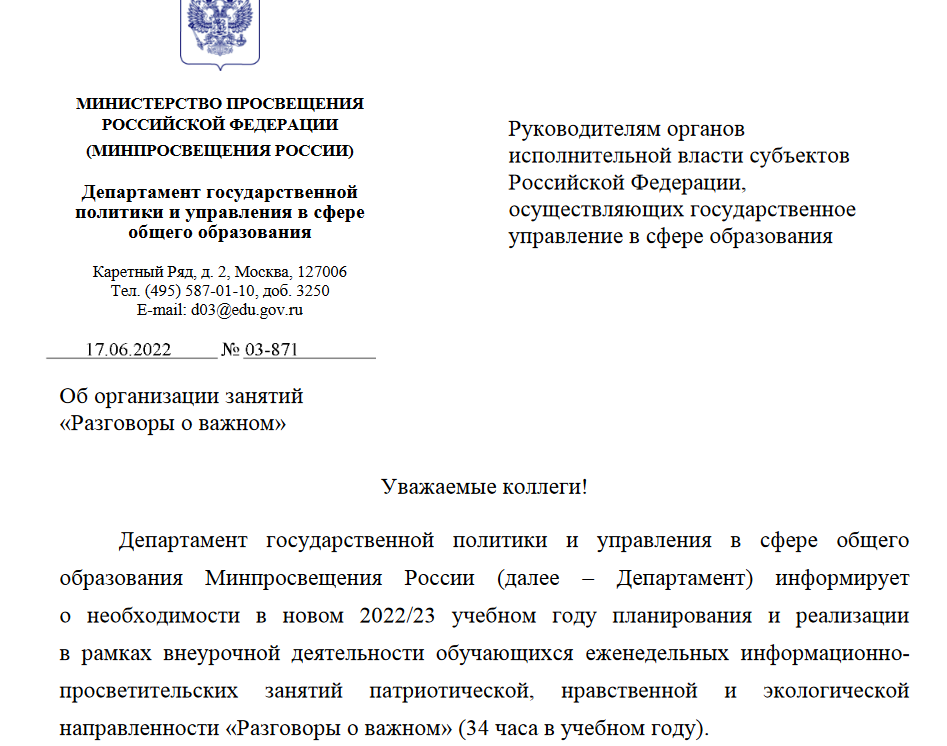 МИНИСТЕРСТВО ПРОСВЕЩЕНИЯ
РОССИЙСКОЙ ФЕДЕРАЦИИ
(МИНПРОСВЕЩЕНИЯ РОССИИ)
Департамент государственной
политики и управления в сфере
общего образования
Каретный Ряд, д. 2, Москва, 127006
Тел. (495) 587-01-10, доб. 3250
E-mail: d03@edu.gov.ru
17.06.2022 № 03-871
Руководителям органов
исполнительной власти субъектов
Российской Федерации,
осуществляющих государственное
управление в сфере образования
Об организации занятий
«Разговоры о важном»
Уважаемые коллеги!
Департамент государственной политики и управления в сфере общего
образования Минпросвещения России (далее – Департамент) информирует
о необходимости в новом 2022/23 учебном году планирования и реализации
в рамках внеурочной деятельности обучающихся еженедельных информационно-
просветительских занятий патриотической, нравственной и экологической
направленности «Разговоры о важном» (34 часа в учебном году).